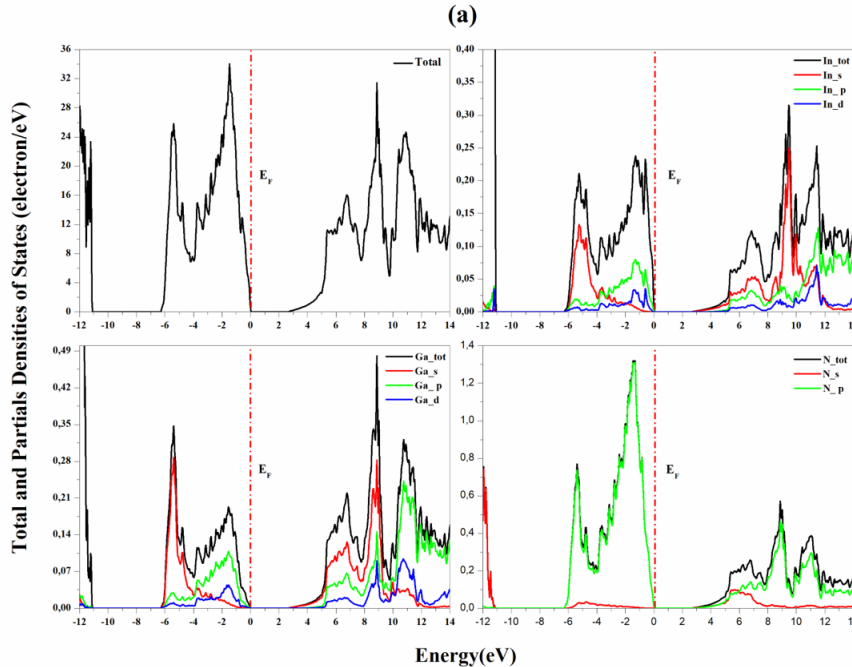 (a)
Total and Partials Densities of States (electron/eV)
36
32
28
24
20
16
12
8
4
0
Total
E_F
-12 -10 -8 -6 -4 -2 0 2 4 6 8 10 12 14
0,40
0,35
0,30
0,25
0,20
0,15
0,10
0,05
0,00
In_tot
In_s
In_ p
In_d
E_F
-12 -10 -8 -6 -4 -2 0 2 4 6 8 10 12 14
0,49
0,42
0,35
0,28
0,21
0,14
0,07
0,00
Ga_tot
Ga_s
Ga_ p
Ga_d
E_F
-12 -10 -8 -6 -4 -2 0 2 4 6 8 10 12 14
1,4
1,2
1,0
0,8
0,6
0,4
0,2
0,0
N_tot
N_s
N_ p
E_F
-12 -10 -8 -6 -4 -2 0 2 4 6 8 10 12 14
Energy(eV)